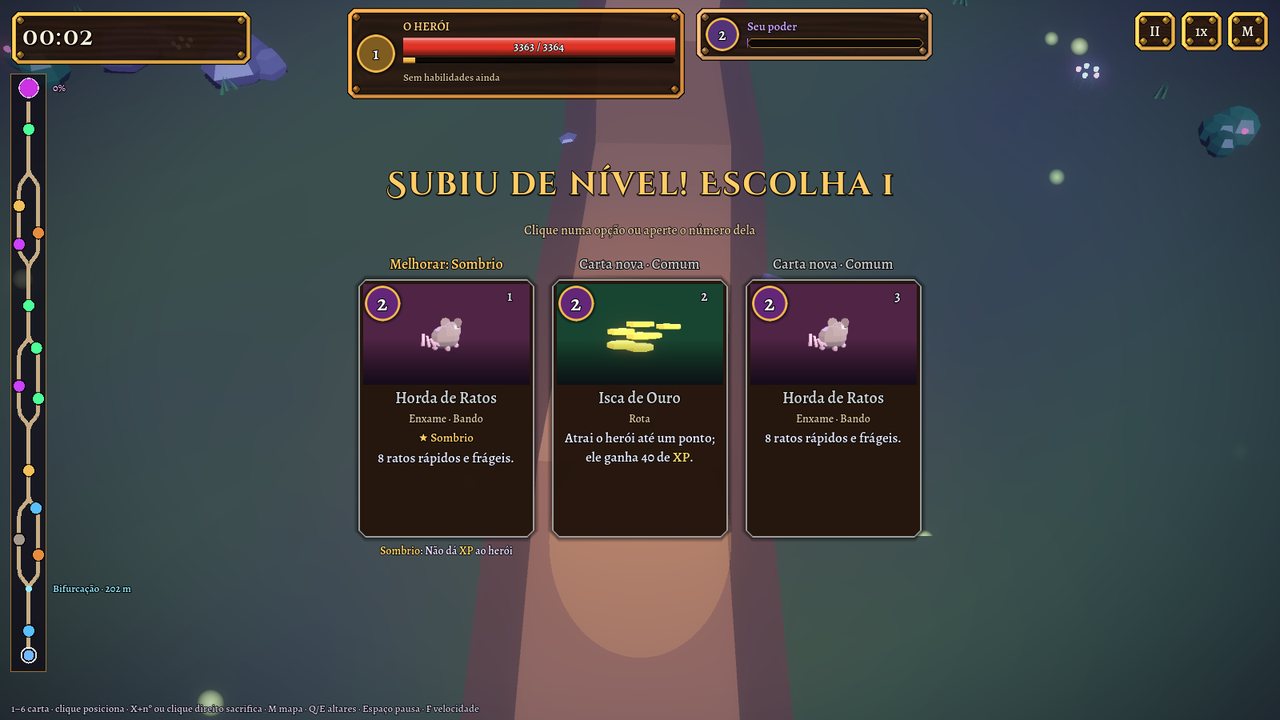 00:02
O HERÓI
1
3363 / 3364
Sem habilidades ainda
2
Seu poder
II
1x
M
0%
Subiu de nível! Escolha 1
Clique numa opção ou aperte o número dela
Melhorar: Sombrio
2
1
Horda de Ratos
Enxame · Bando
★ Sombrio
8 ratos rápidos e frágeis.
Sombrio: Não dá XP ao herói
Carta nova · Comum
2
2
Isca de Ouro
Rota
Atrai o herói até um ponto;
ele ganha 40 de XP.
Carta nova · Comum
2
3
Horda de Ratos
Enxame · Bando
8 ratos rápidos e frágeis.
Bifurcação · 202 m
1–6 carta · clique posiciona · X+nº ou clique direito sacrifica · M mapa · Q/E altares · Espaço pausa · F velocidade